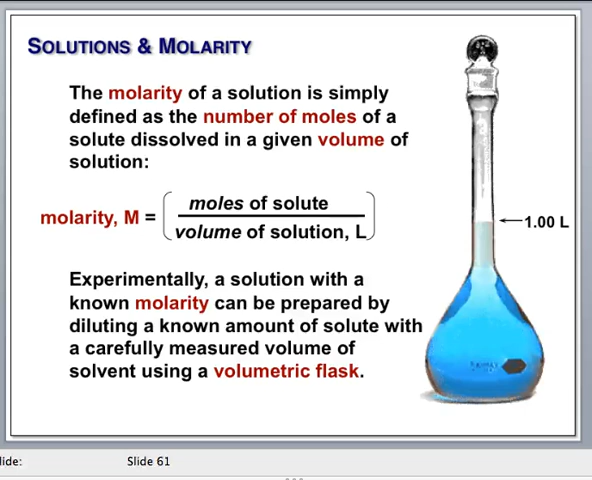 SOLUTIONS & MOLARITY
The molarity of a solution is simply
defined as the number of moles of a
solute dissolved in a given volume of
solution:
molarity, M =
moles of solute
volume of solution, L
1.00 L
Experimentally, a solution with a
known molarity can be prepared by
diluting a known amount of solute with
a carefully measured volume of
solvent using a volumetric flask.
lide:
Slide 61